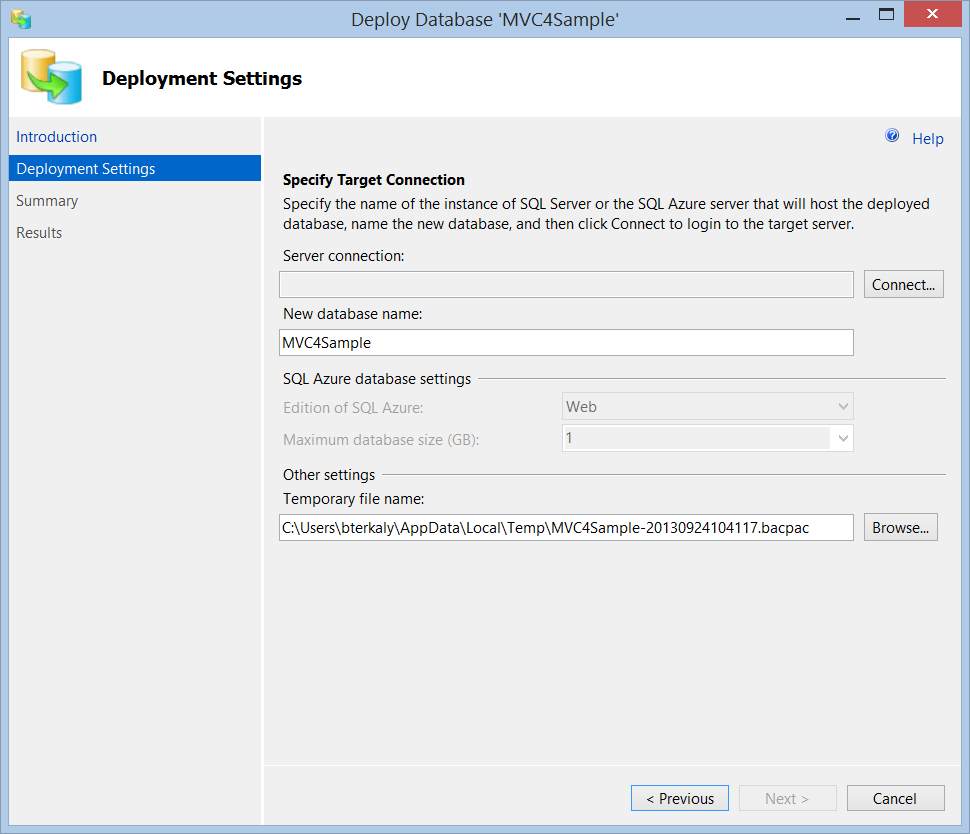 Deploy Database 'MVC4Sample'
Deployment Settings
Introduction
Deployment Settings
Summary
Results
Help
Specify Target Connection
Specify the name of the instance of SQL Server or the SQL Azure server that will host the deployed
database, name the new database, and then click Connect to login to the target server.
Server connection:
Connect...
New database name:
MVC4Sample
SQL Azure database settings
Edition of SQL Azure:
Web
Maximum database size (GB):
1
Other settings
Temporary file name:
C:\Users\bterkaly\AppData\Local\Temp\MVC4Sample-20130924104117.bacpac
Browse...
< Previous
Next >
Cancel